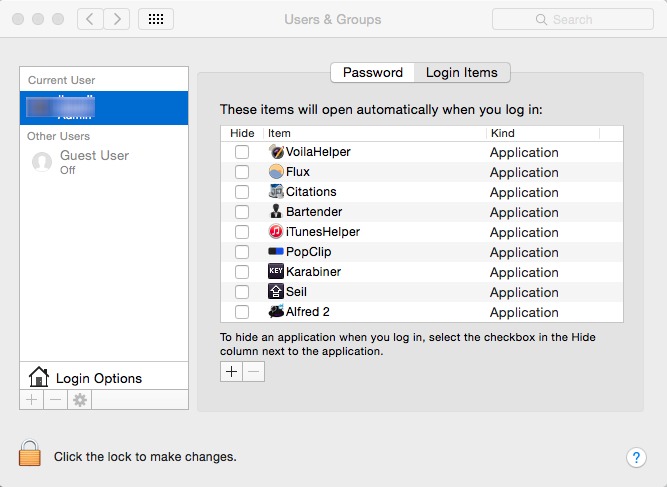 Users & Groups
Search
Current User
Admin
Other Users
Guest User
Off
Login Options
Password
Login Items
These items will open automatically when you log in:
Hide Item Kind
VoilaHelper Application
Flux Application
Citations Application
Bartender Application
iTunesHelper Application
PopClip Application
KEY Karabiner Application
Seil Application
Alfred 2 Application
To hide an application when you log in, select the checkbox in the Hide
column next to the application.
+ −
+ −
Click the lock to make changes.
?